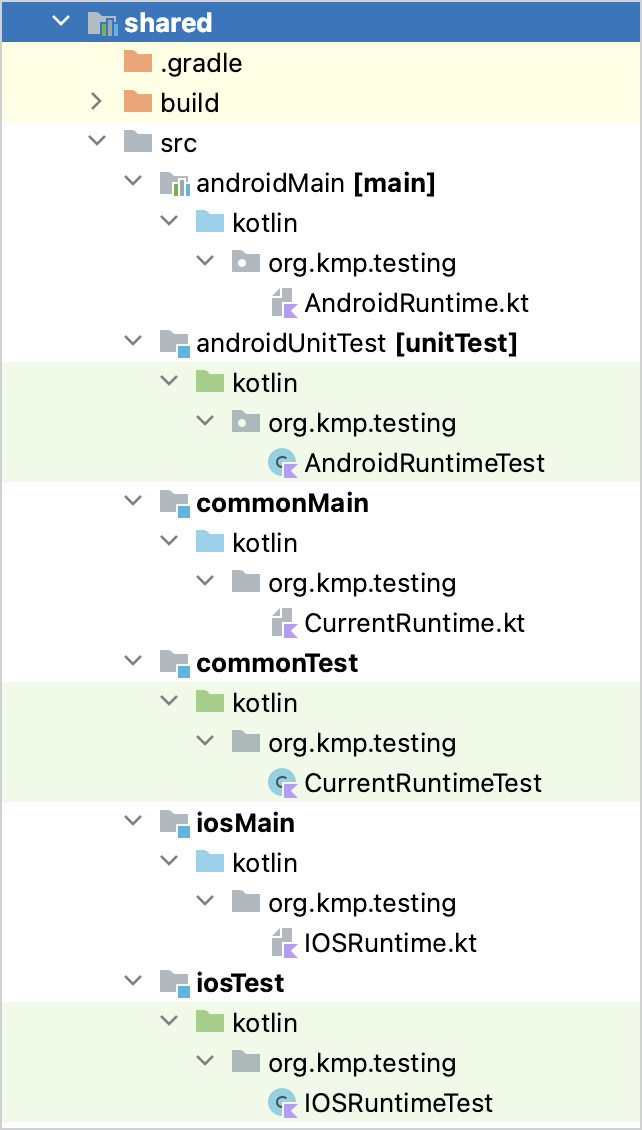 shared
.gradle
build
src
androidMain [main]
kotlin
org.kmp.testing
AndroidRuntime.kt
androidUnitTest [unitTest]
kotlin
org.kmp.testing
AndroidRuntimeTest
commonMain
kotlin
org.kmp.testing
CurrentRuntime.kt
commonTest
kotlin
org.kmp.testing
CurrentRuntimeTest
iosMain
kotlin
org.kmp.testing
IOSRuntime.kt
iosTest
kotlin
org.kmp.testing
IOSRuntimeTest